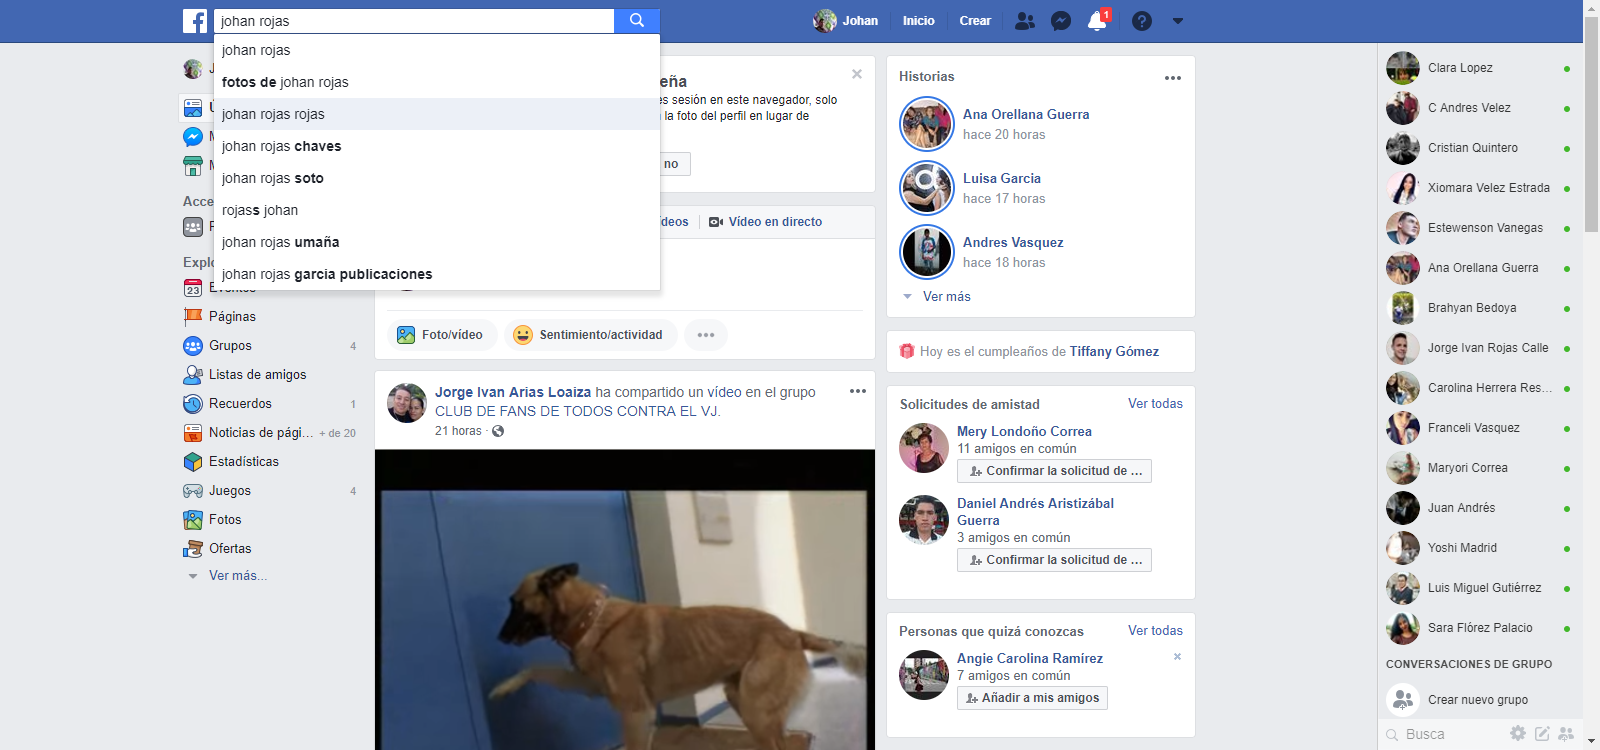 johan rojas
Johan
Inicio
Crear
1
johan rojas
fotos de johan rojas
johan rojas rojas
johan rojas chaves
johan rojas soto
rojass johan
johan rojas umaña
johan rojas garcia publicaciones
J
Ú
M
M
Acce
Explo
23
Eventos
Páginas
Grupos 4
Listas de amigos
Recuerdos 1
Noticias de pági... + de 20
Estadísticas
Juegos 4
Fotos
Ofertas
Ver más...
eña
es sesión en este navegador, solo
la foto del perfil en lugar de
no
ídeos
Vídeo en directo
Foto/vídeo
Sentimiento/actividad
Jorge Ivan Arias Loaiza ha compartido un vídeo en el grupo
CLUB DE FANS DE TODOS CONTRA EL VJ.
21 horas ·
Historias
Ana Orellana Guerra
hace 20 horas
Luisa Garcia
hace 17 horas
Andres Vasquez
hace 18 horas
Ver más
Hoy es el cumpleaños de Tiffany Gómez
Solicitudes de amistad Ver todas
Mery Londoño Correa
11 amigos en común
Confirmar la solicitud de ...
Daniel Andrés Aristizábal
Guerra
3 amigos en común
Confirmar la solicitud de ...
Personas que quizá conozcas Ver todas
Angie Carolina Ramírez
7 amigos en común
Añadir a mis amigos
Clara Lopez
C Andres Velez
Cristian Quintero
Xiomara Velez Estrada
Estewenson Vanegas
Ana Orellana Guerra
Brahyan Bedoya
Jorge Ivan Rojas Calle
Carolina Herrera Res...
Franceli Vasquez
Maryori Correa
Juan Andrés
Yoshi Madrid
Luis Miguel Gutiérrez
Sara Flórez Palacio
CONVERSACIONES DE GRUPO
Crear nuevo grupo
Busca